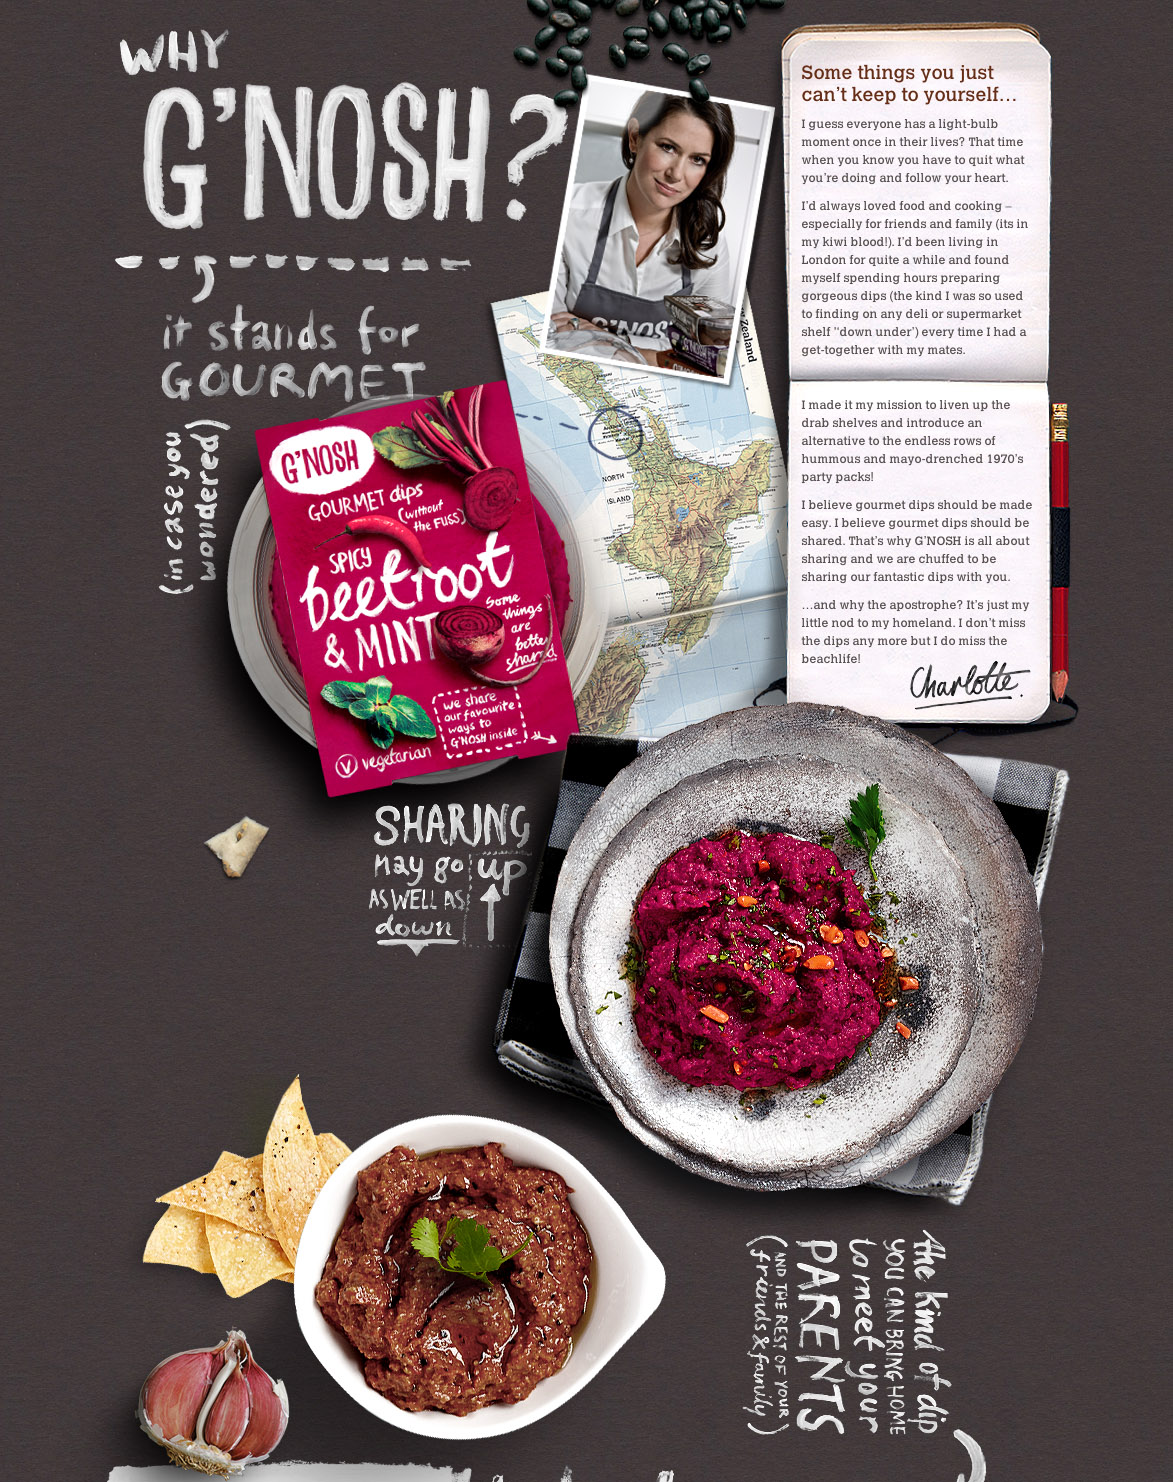 WHY
G'NOSH?
it stands for
GOURMET
(in case you
wondered)
G'NOSH
GOURMET dips
(without
the FUSS)
SPICY
beetroot
& MINT
Some
things
are
better
shared
we share
our favourite
ways to
G'NOSH inside
V vegetarian
Zealand
NORTH
ISLAND
G'NOS
Some things you just
can't keep to yourself...
I guess everyone has a light-bulb
moment once in their lives? That time
when you know you have to quit what
you're doing and follow your heart.
I'd always loved food and cooking –
especially for friends and family (its in
my kiwi blood!). I'd been living in
London for quite a while and found
myself spending hours preparing
gorgeous dips (the kind I was so used
to finding on any deli or supermarket
shelf "down under') every time I had a
get-together with my mates.
I made it my mission to liven up the
drab shelves and introduce an
alternative to the endless rows of
hummous and mayo-drenched 1970's
party packs!
I believe gourmet dips should be made
easy. I believe gourmet dips should be
shared. That's why G'NOSH is all about
sharing and we are chuffed to be
sharing our fantastic dips with you.
...and why the apostrophe? It's just my
little nod to my homeland. I don't miss
the dips any more but I do miss the
beachlife!
Charlotte.
SHARING
may go up
AS WELL AS
down
the kind of dip
YOU CAN BRING HOME
to meet your
PARENTS
(AND THE REST OF YOUR
friends & family)